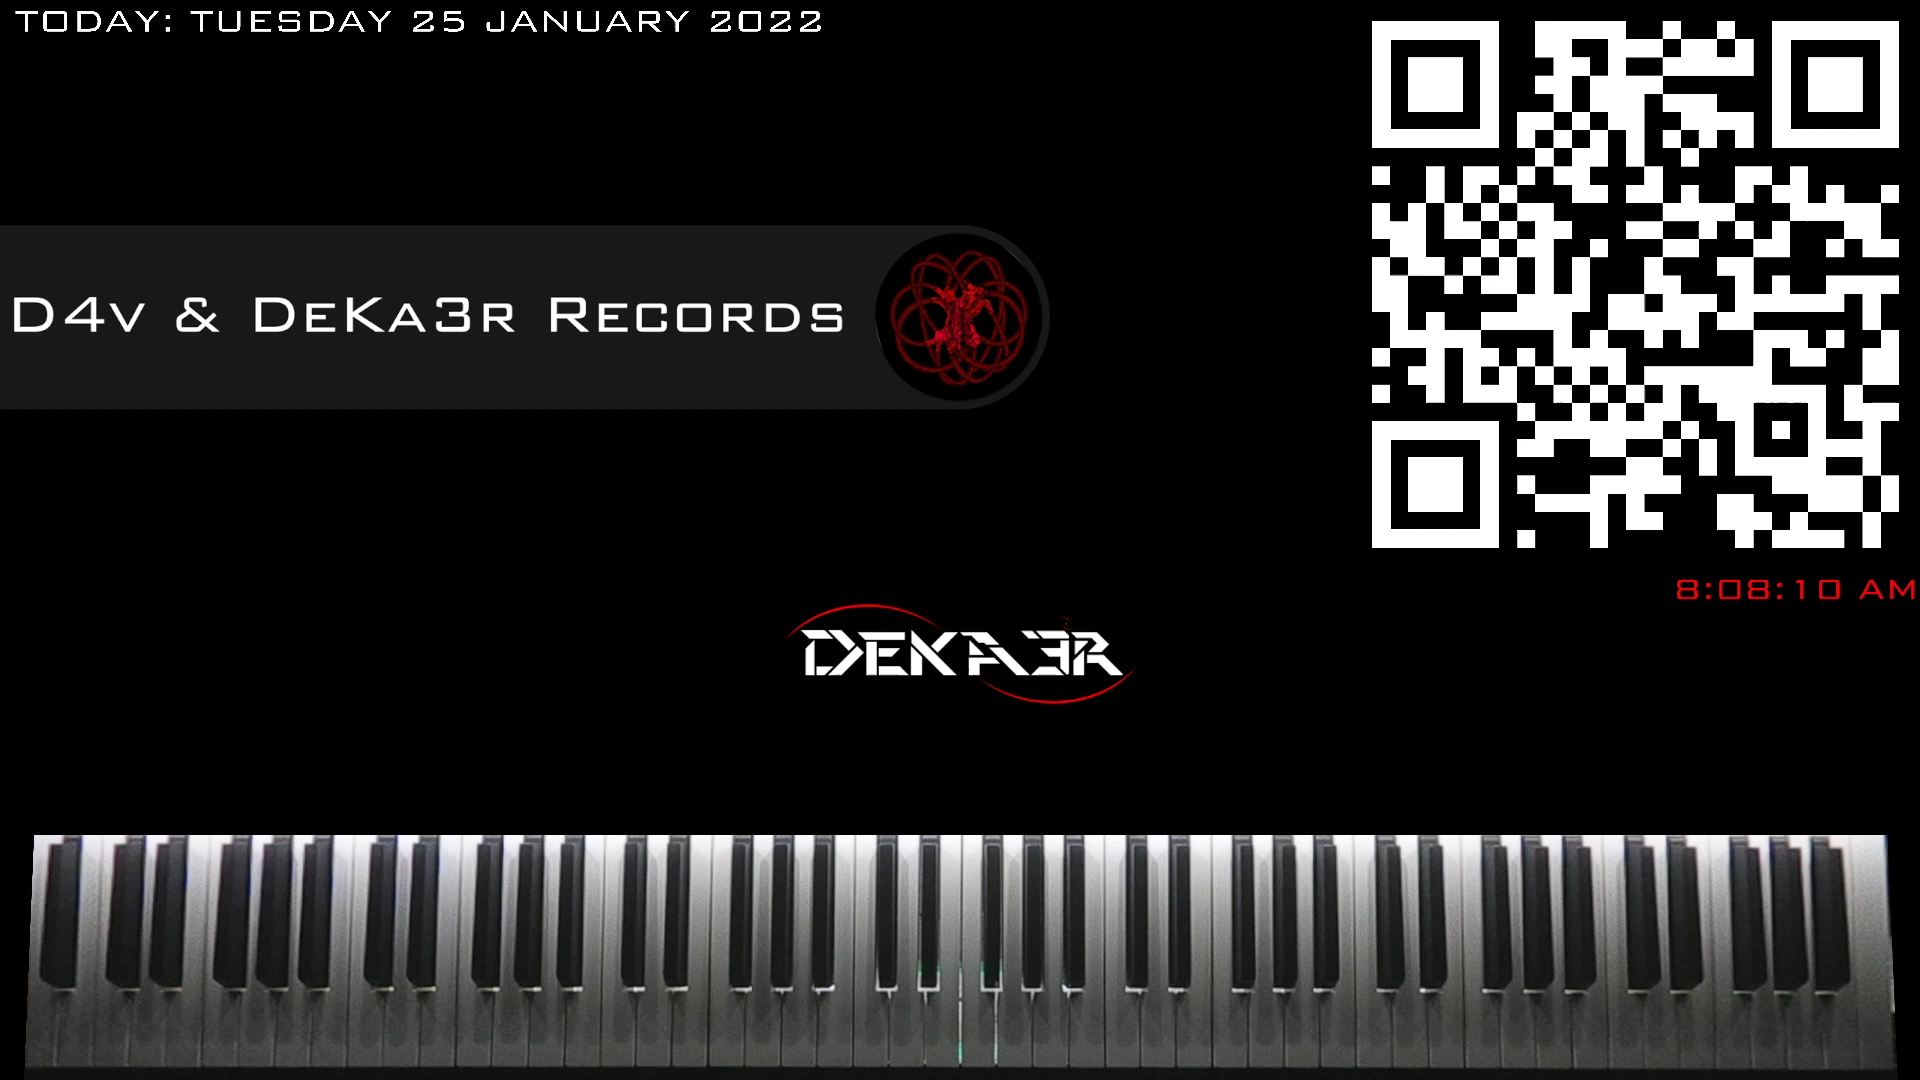 TODAY: TUESDAY 25 JANUARY 2022
D4v & DeKa3r Records
8:08:10 AM
DEKA3R